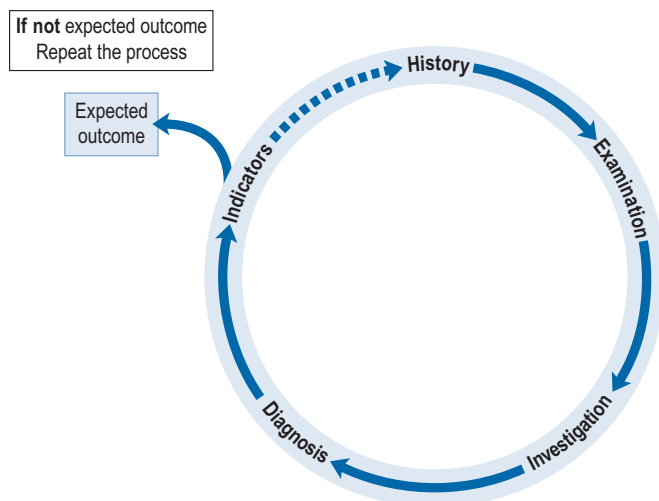 If not expected outcome
Repeat the process
Expected
outcome
History
Examination
Investigation
Diagnosis
Indicators